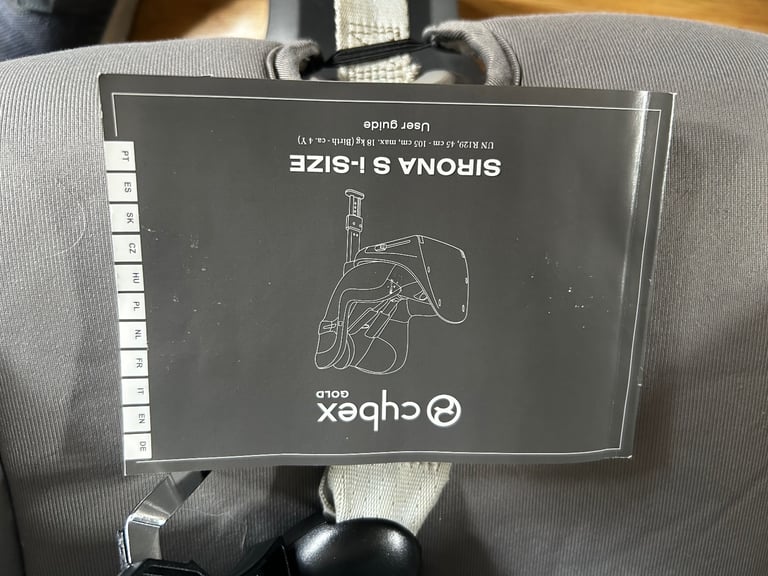 cybex
GOLD
SIRONA S i-SIZE
UN R129, 45 cm - 105 cm, max. 18 kg (Birth - ca. 4 Y)
User guide
DE
EN
IT
FR
NL
PL
HU
CZ
SK
ES
PT